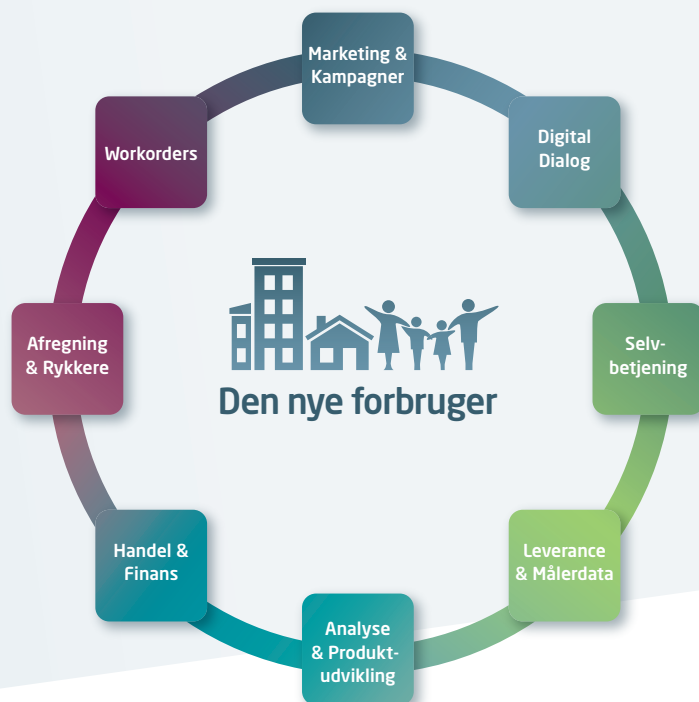 Marketing &
Kampagner
Digital
Dialog
Selv-
betjening
Leverance
& Målerdata
Analyse
& Produkt-
udvikling
Handel &
Finans
Afregning
& Rykkere
Workorders
Den nye forbruger